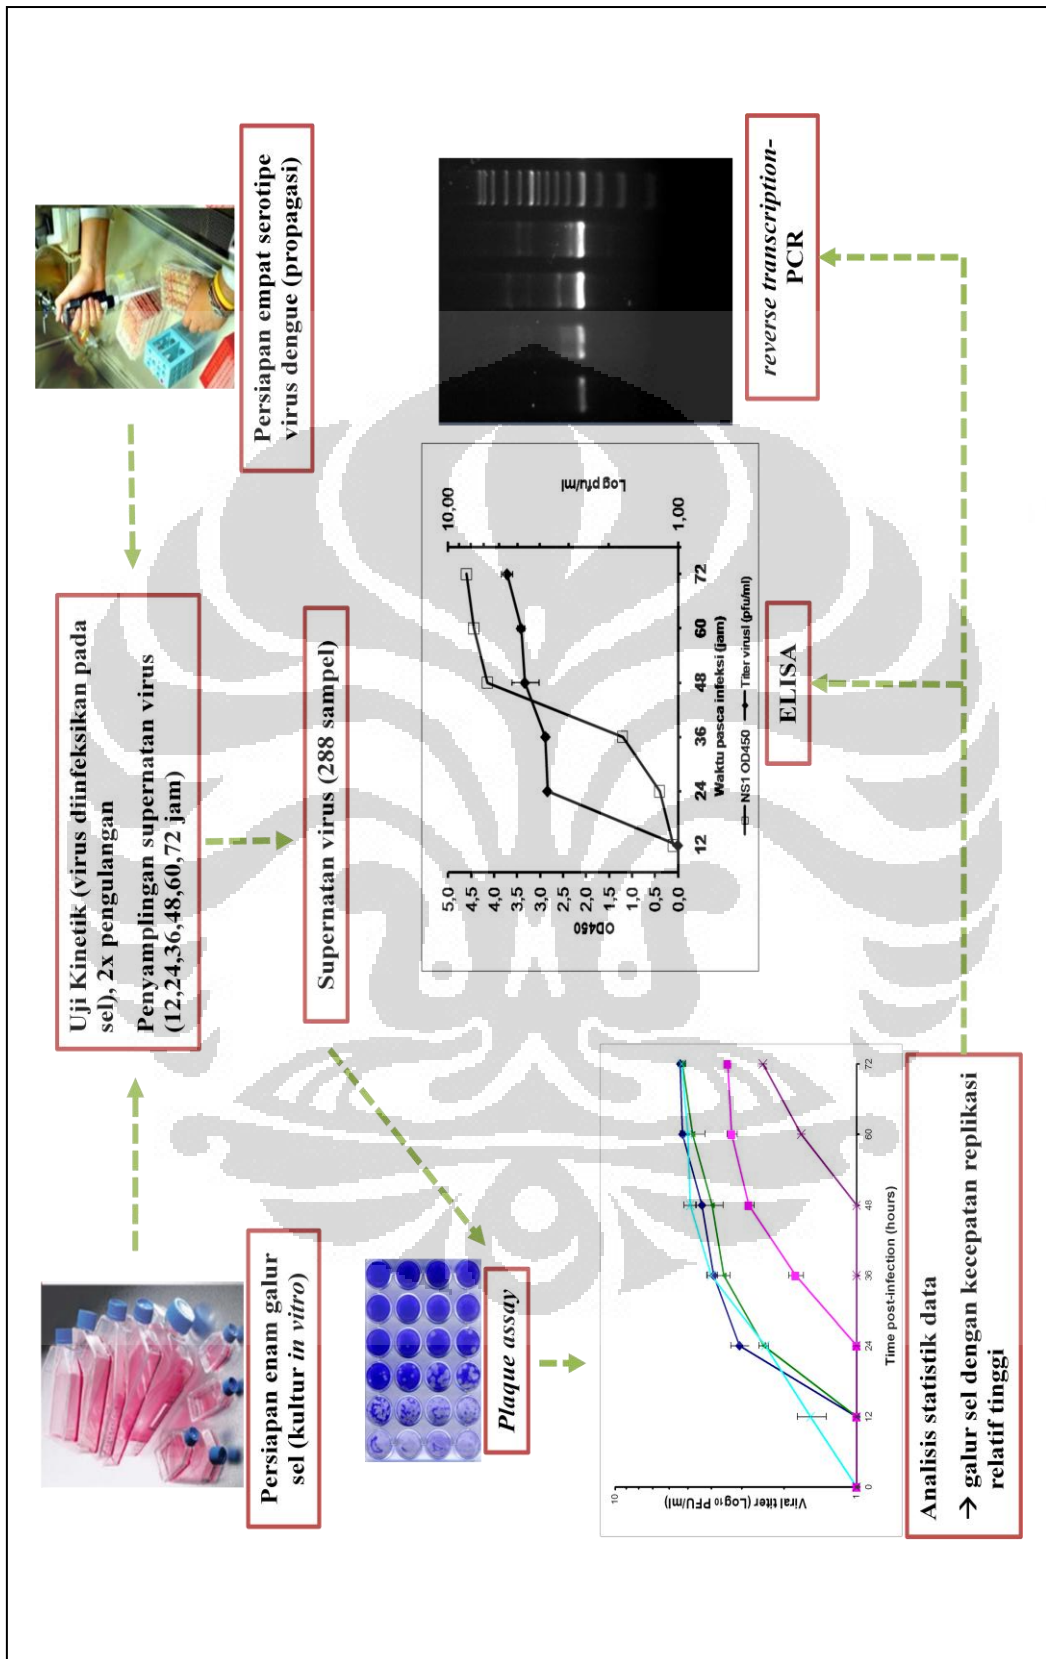 Persiapan enam galur
sel (kultur in vitro)
Uji Kinetik (virus diinfeksikan pada
sel), 2x pengulangan
Penyamplingan supernatan virus
(12,24,36,48,60,72 jam)
Persiapan empat serotipe
virus dengue (propagasi)
Supernatan virus (288 sampel)
Plaque assay
Viral titer (Log₁₀ PFU/ml)
10
1
0
12
24
36
48
60
72
Time post-infection (hours)
OD450
5,0
4,5
4,0
3,5
3,0
2,5
2,0
1,5
1,0
0,5
0,0
10,00
1,00
Log pfu/ml
12
24
36
48
60
72
Waktu pasca infeksi (jam)
NS1 OD450
Titer virusl (pfu/ml)
Analisis statistik data
→ galur sel dengan kecepatan replikasi
relatif tinggi
ELISA
reverse transcription-
PCR